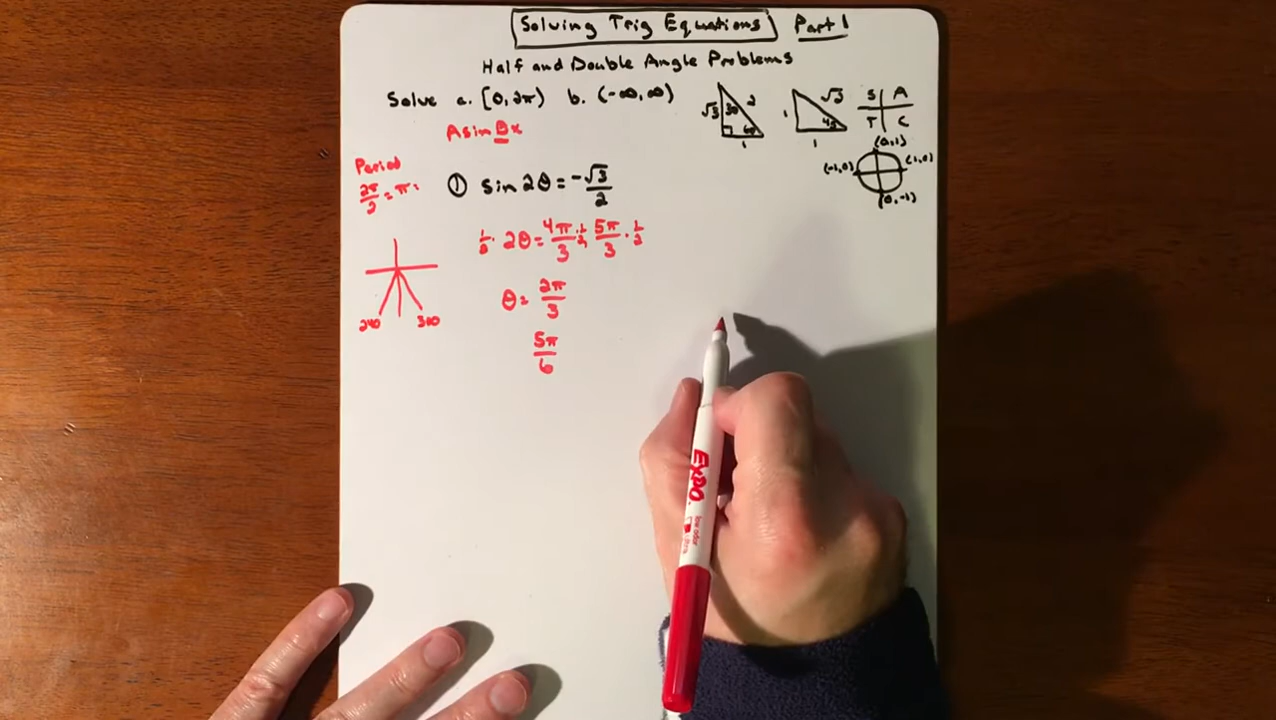 Solving Trig Equations Part 1
Half and Double Angle Problems
Solve a. [0, 2π) b. (-∞, ∞)
√3 30 2 60 1
1 √2 45 1
S A
T C
A sin Bx
(0,1)
(-1,0) (1,0)
(0,-1)
Period
2π/2 = π =
① sin 2θ = -√3/2
1/2 · 2θ = 4π/3 · 1/2, 5π/3 · 1/2
240 300
θ = 2π/3
5π/6
EXPO
low odor